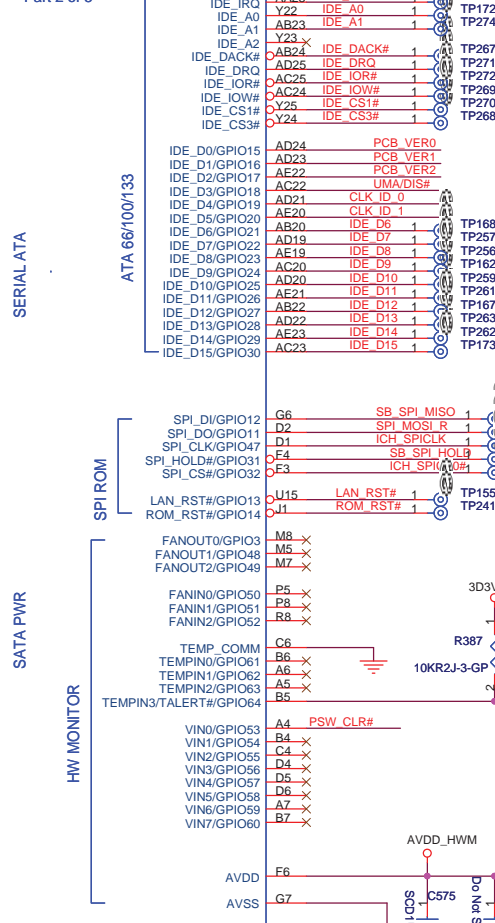 IDE_IRQ
IDE_A0 Y22 IDE_A0 TP172
IDE_A1 AB23 IDE_A1 TP274
IDE_A2 Y23
IDE_DACK# AB24 IDE_DACK# 1 TP267
IDE_DRQ AD25 IDE_DRQ 1 TP271
IDE_IOR# AC25 IDE_IOR# 1 TP272
IDE_IOW# AC24 IDE_IOW# 1 TP269
IDE_CS1# Y25 IDE_CS1# 1 TP270
IDE_CS3# Y24 IDE_CS3# 1 TP268
ATA 66/100/133
IDE_D0/GPIO15 AD24 PCB_VER0
IDE_D1/GPIO16 AD23 PCB_VER1
IDE_D2/GPIO17 AE22 PCB_VER2
IDE_D3/GPIO18 AC22 UMA/DIS#
IDE_D4/GPIO19 AD21 CLK_ID_0
IDE_D5/GPIO20 AE20 CLK_ID_1
IDE_D6/GPIO21 AB20 IDE_D6 1 TP168
IDE_D7/GPIO22 AD19 IDE_D7 1 TP257
IDE_D8/GPIO23 AE19 IDE_D8 1 TP256
IDE_D9/GPIO24 AC20 IDE_D9 1 TP162
IDE_D10/GPIO25 AD20 IDE_D10 1 TP259
IDE_D11/GPIO26 AE21 IDE_D11 1 TP261
IDE_D12/GPIO27 AB22 IDE_D12 1 TP167
IDE_D13/GPIO28 AD22 IDE_D13 1 TP263
IDE_D14/GPIO29 AE23 IDE_D14 1 TP262
IDE_D15/GPIO30 AC23 IDE_D15 1 TP173
SERIAL ATA
SPI ROM
SPI_DI/GPIO12 G6 SB_SPI_MISO 1
SPI_DO/GPIO11 D2 SPI_MOSI_R 1
SPI_CLK/GPIO47 D1 ICH_SPICLK 1
SPI_HOLD#/GPIO31 F4 SB_SPI_HOLD 1
SPI_CS#/GPIO32 F3 1
LAN_RST#/GPIO13 U15 LAN_RST# 1 TP155
ROM_RST#/GPIO14 J1 ROM_RST# 1 TP241
SATA PWR
HW MONITOR
FANOUT0/GPIO3 M8
FANOUT1/GPIO48 M5
FANOUT2/GPIO49 M7
FANIN0/GPIO50 P5
FANIN1/GPIO51 P8
FANIN2/GPIO52 R8
TEMP_COMM C6
TEMPIN0/GPIO61 B6
TEMPIN1/GPIO62 A6
TEMPIN2/GPIO63 A5
TEMPIN3/TALERT#/GPIO64 B5
3D3V
1
R387
10KR2J-3-GP
2
VIN0/GPIO53 A4 PSW_CLR#
VIN1/GPIO54 B4
VIN2/GPIO55 C4
VIN3/GPIO56 D4
VIN4/GPIO57 D5
VIN5/GPIO58 D6
VIN6/GPIO59 A7
VIN7/GPIO60 B7
AVDD_HWM
AVDD F6
AVSS G7
SCD1
1
C575
Do Not S